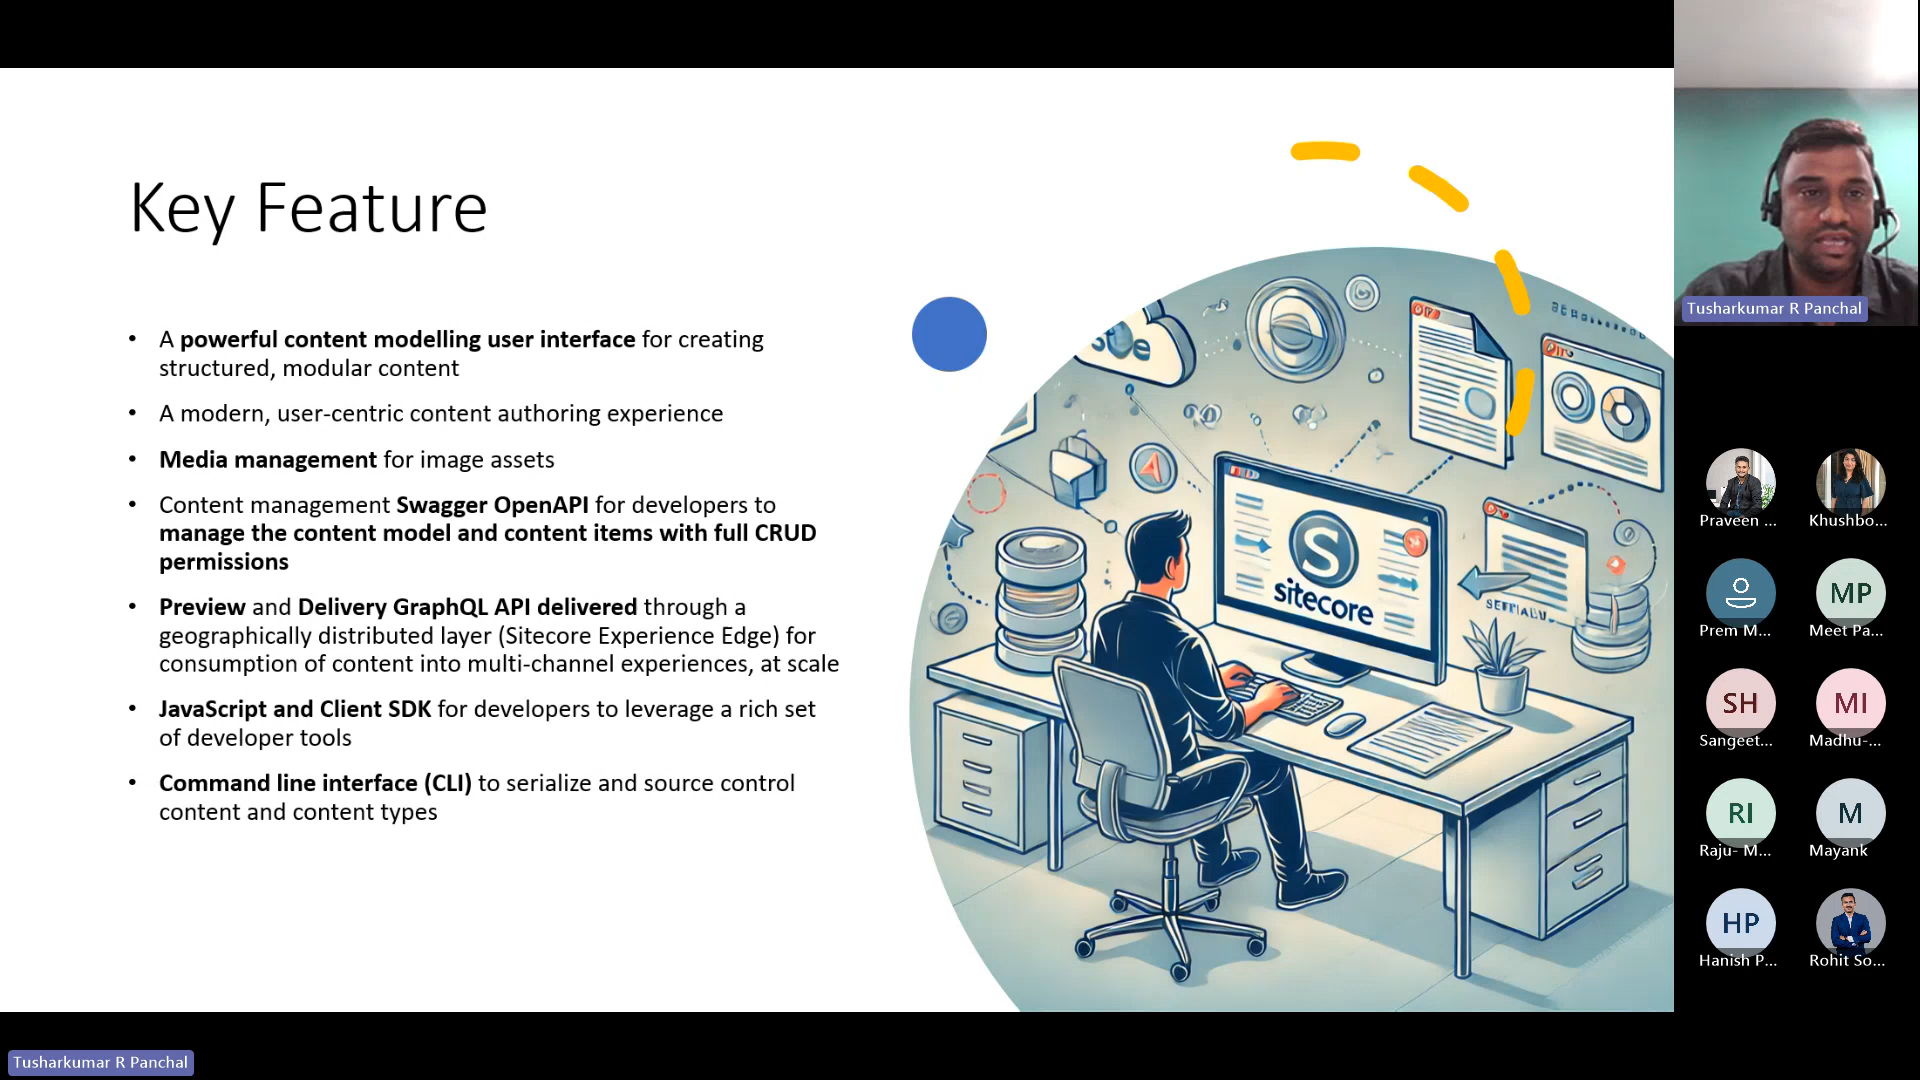 Key Feature
• A powerful content modelling user interface for creating
structured, modular content
• A modern, user-centric content authoring experience
• Media management for image assets
• Content management Swagger OpenAPI for developers to
manage the content model and content items with full CRUD
permissions
• Preview and Delivery GraphQL API delivered through a
geographically distributed layer (Sitecore Experience Edge) for
consumption of content into multi-channel experiences, at scale
• JavaScript and Client SDK for developers to leverage a rich set
of developer tools
• Command line interface (CLI) to serialize and source control
content and content types
S
sitecore
Tusharkumar R Panchal
Praveen ...
Khushbo...
Prem M...
MP
Meet Pa...
SH
Sangeet...
MI
Madhu-...
RI
Raju- M...
M
Mayank
HP
Hanish P...
Rohit So...
Tusharkumar R Panchal